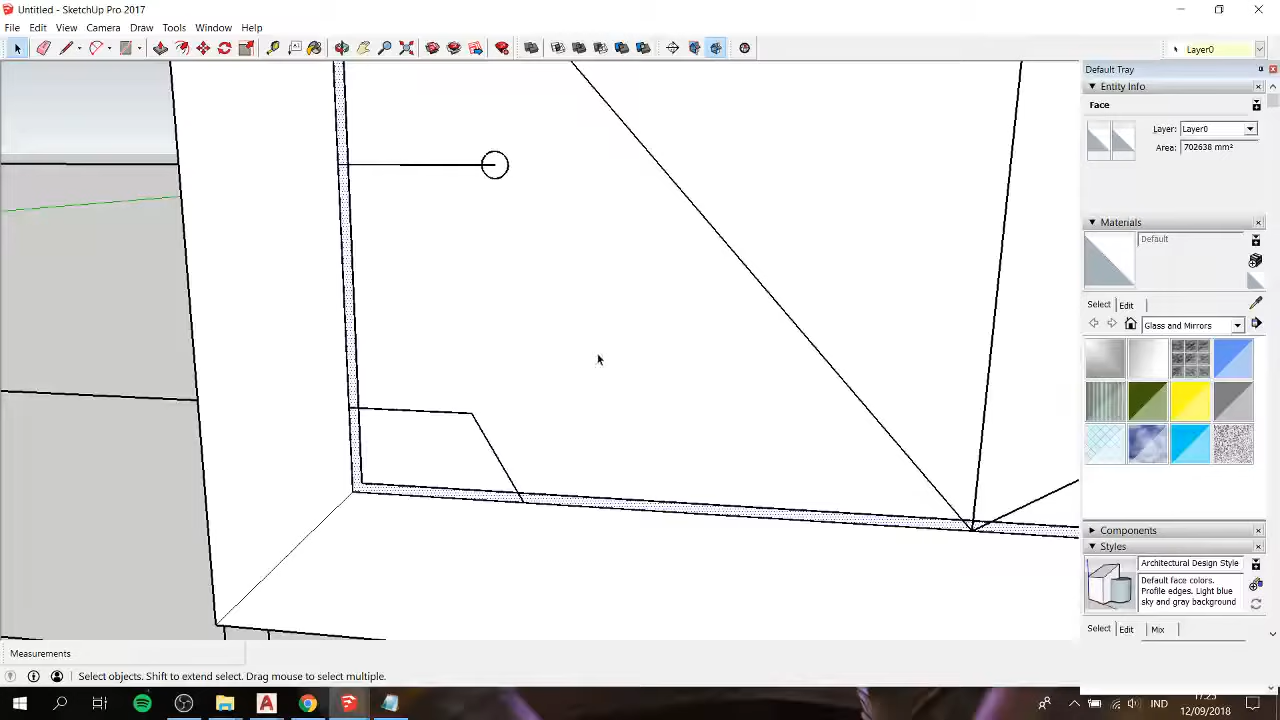 Untitled - SketchUp Pro 2017
File Edit View Camera Draw Tools Window Help
Layer0
Default Tray
Entity Info
Face
Layer: Layer0
Area: 702638 mm²
Materials
Default
Select Edit
Glass and Mirrors
Components
Styles
Architectural Design Style
Default face colors.
Profile edges. Light blue
sky and gray background
Select Edit Mix
Measurements
Select objects. Shift to extend select. Drag mouse to select multiple.
IND
12/09/2018